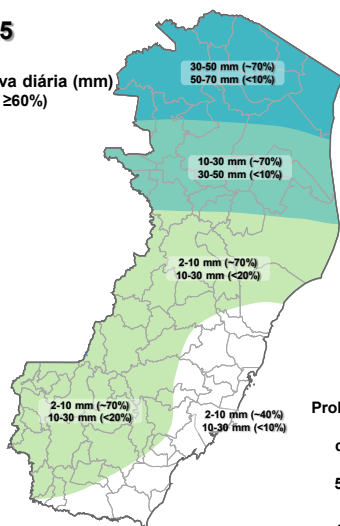 5
va diária (mm)
≥60%)
30-50 mm (~70%)
50-70 mm (<10%)
10-30 mm (~70%)
30-50 mm (<10%)
2-10 mm (~70%)
10-30 mm (<20%)
2-10 mm (~70%)
10-30 mm (<20%)
2-10 mm (~40%)
10-30 mm (<10%)
Prol
5